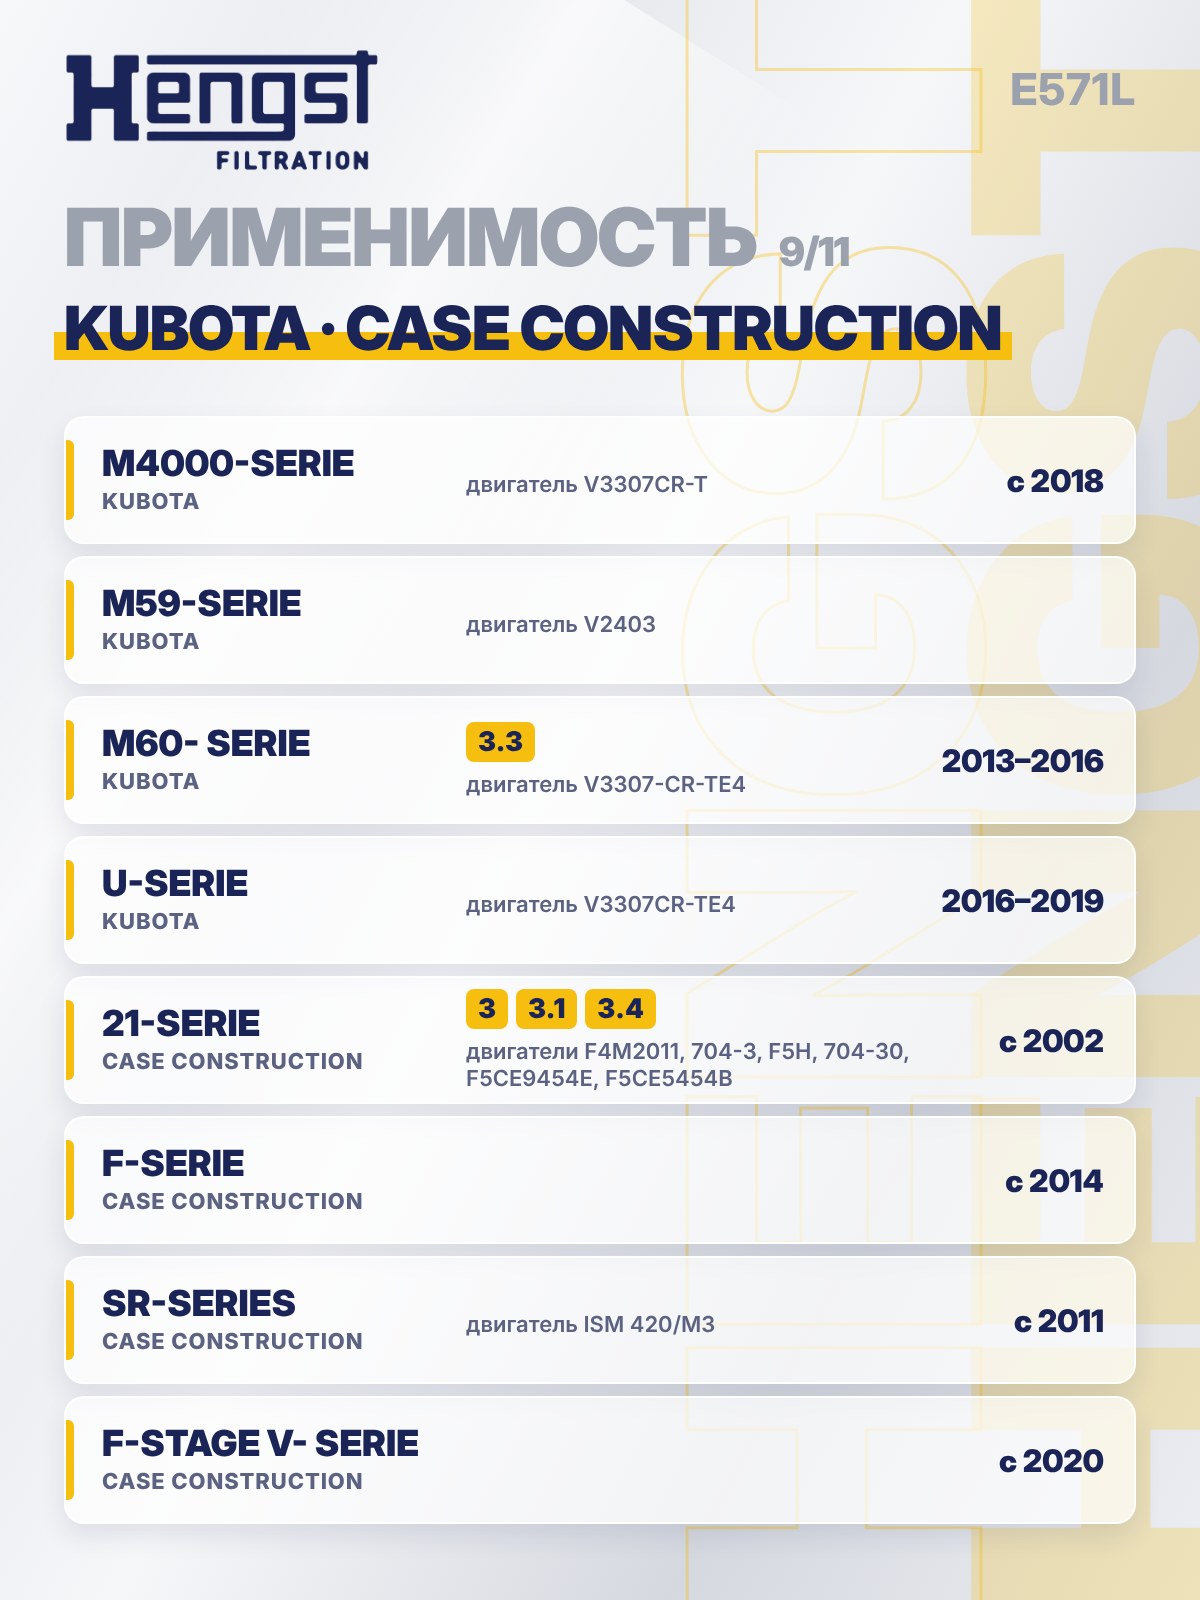 Hengst
FILTRATION
E571L
ПРИМЕНИМОСТЬ 9/11
KUBOTA · CASE CONSTRUCTION
M4000-SERIE
KUBOTA
двигатель V3307CR-T
с 2018
M59-SERIE
KUBOTA
двигатель V2403
M60- SERIE
KUBOTA
3.3
двигатель V3307-CR-TE4
2013–2016
U-SERIE
KUBOTA
двигатель V3307CR-TE4
2016–2019
21-SERIE
CASE CONSTRUCTION
3 3.1 3.4
двигатели F4M2011, 704-3, F5H, 704-30,
F5CE9454E, F5CE5454B
с 2002
F-SERIE
CASE CONSTRUCTION
с 2014
SR-SERIES
CASE CONSTRUCTION
двигатель ISM 420/M3
с 2011
F-STAGE V- SERIE
CASE CONSTRUCTION
с 2020
HENGST
HENGST